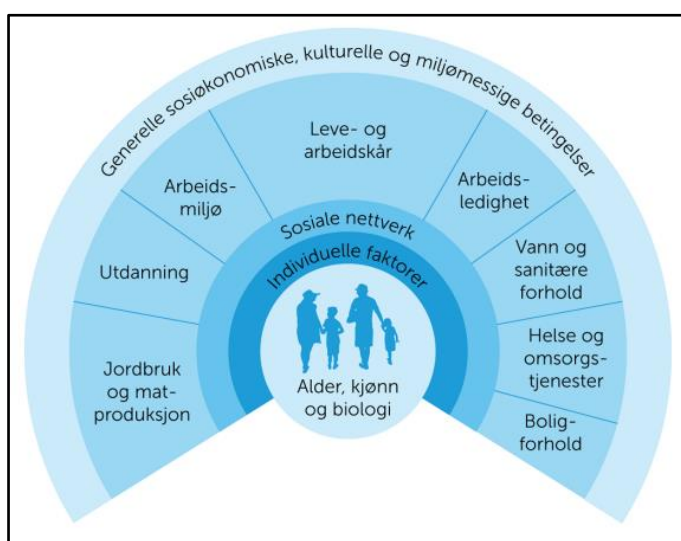 Generelle sosiøkonomiske, kulturelle og miljømessige betingelser
Leve- og
arbeidskår
Arbeids-
miljø
Arbeids-
ledighet
Utdanning
Vann og
sanitære
forhold
Jordbruk
og mat-
produksjon
Helse og
omsorgs-
tjenester
Bolig-
forhold
Sosiale nettverk
Individuelle faktorer
Alder, kjønn
og biologi